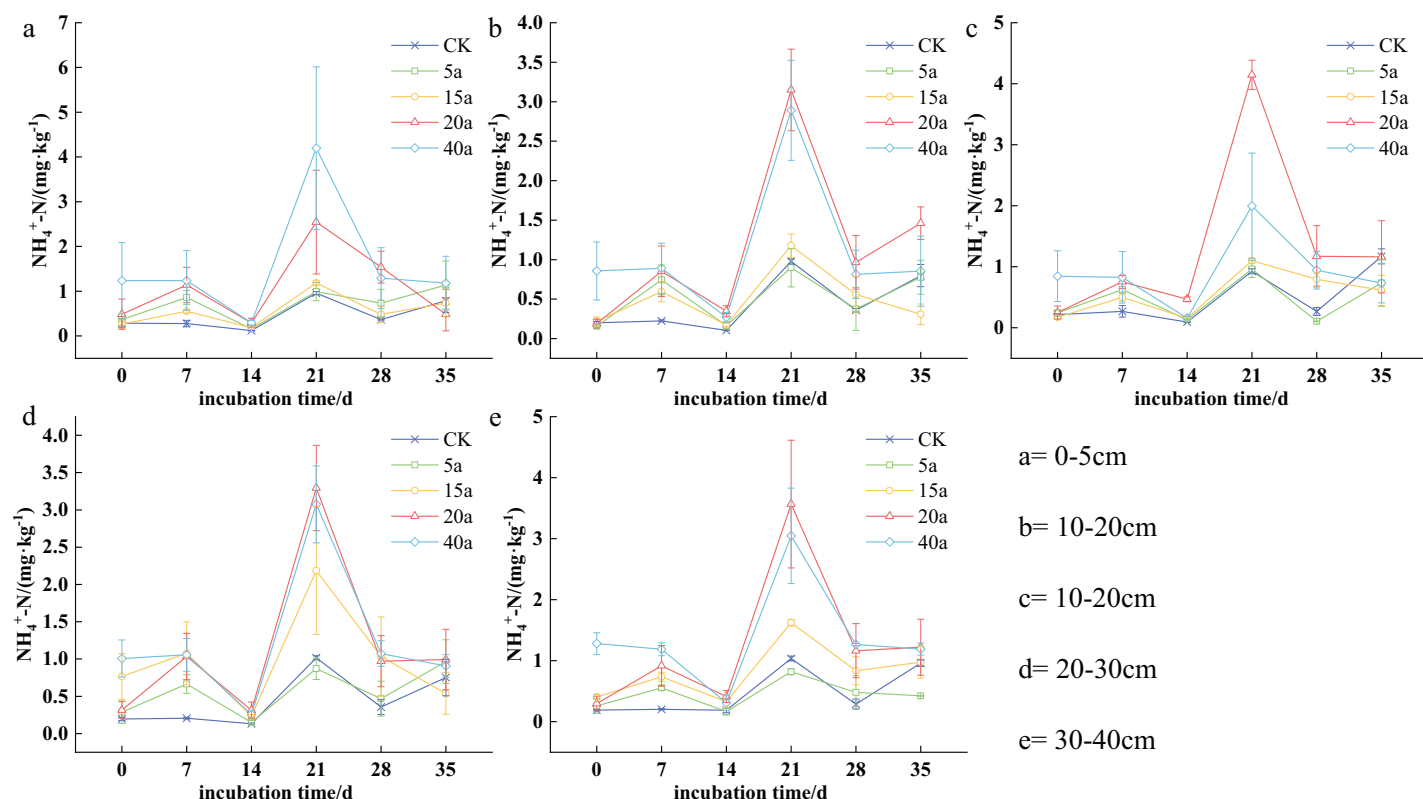 a
7
6
5
4
3
2
1
0
NH₄⁺-N/(mg·kg⁻¹)
CK
5a
15a
20a
40a
0 7 14 21 28 35
incubation time/d
b
4.0
3.5
3.0
2.5
2.0
1.5
1.0
0.5
0.0
NH₄⁺-N/(mg·kg⁻¹)
CK
5a
15a
20a
40a
0 7 14 21 28 35
incubation time/d
c
5
4
3
2
1
0
NH₄⁺-N/(mg·kg⁻¹)
CK
5a
15a
20a
40a
0 7 14 21 28 35
incubation time/d
d
4.0
3.5
3.0
2.5
2.0
1.5
1.0
0.5
0.0
NH₄⁺-N/(mg·kg⁻¹)
CK
5a
15a
20a
40a
0 7 14 21 28 35
incubation time/d
e
5
4
3
2
1
0
NH₄⁺-N/(mg·kg⁻¹)
CK
5a
15a
20a
40a
0 7 14 21 28 35
incubation time/d
a= 0-5cm
b= 10-20cm
c= 10-20cm
d= 20-30cm
e= 30-40cm